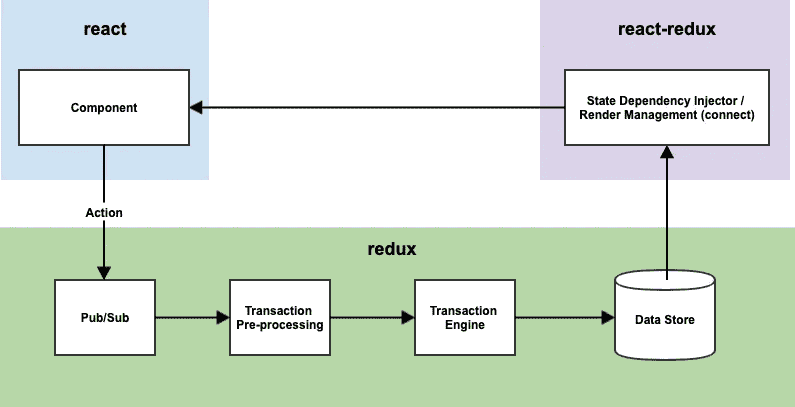 react
react-redux
Component
State Dependency Injector /
Render Management (connect)
Action
redux
Pub/Sub
Transaction
Pre-processing
Transaction
Engine
Data Store